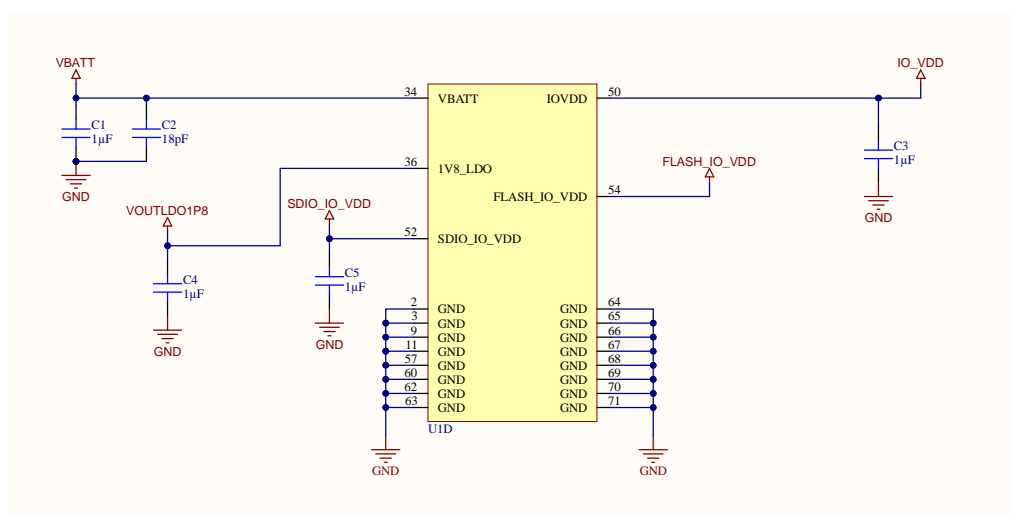 VBATT
IO_VDD
34 VBATT IOVDD 50
C1 1µF
C2 18pF
C3 1µF
GND
36 1V8_LDO
FLASH_IO_VDD
FLASH_IO_VDD 54
GND
VOUTLDO1P8
SDIO_IO_VDD
52 SDIO_IO_VDD
C4 1µF
C5 1µF
GND
GND
2 GND GND 64
3 GND GND 65
9 GND GND 66
11 GND GND 67
57 GND GND 68
60 GND GND 69
62 GND GND 70
63 GND GND 71
U1D
GND
GND